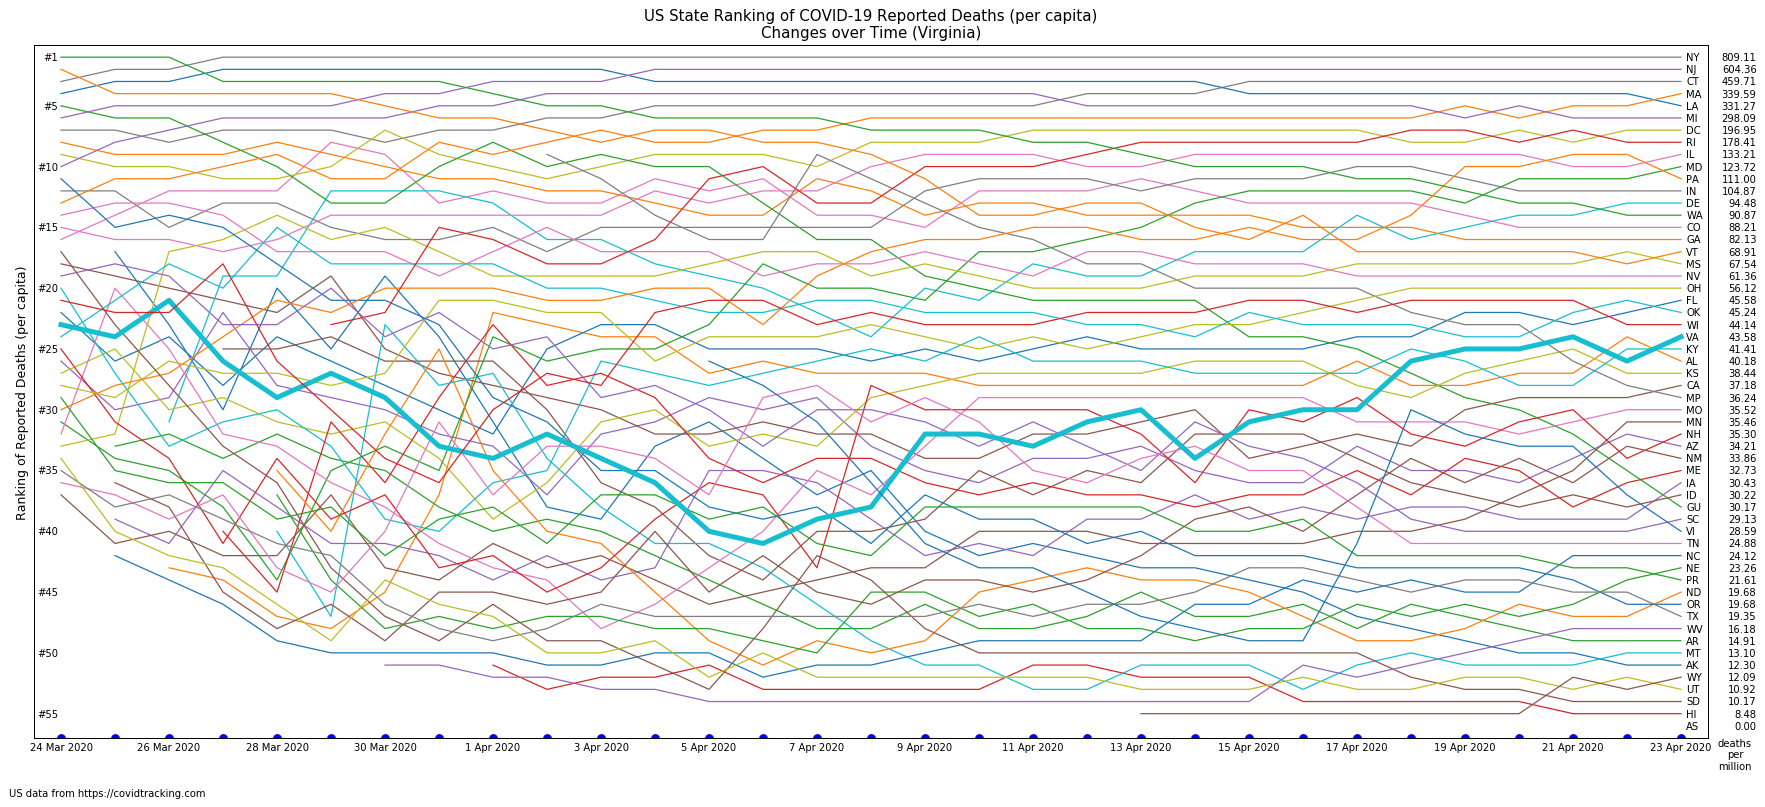 US State Ranking of COVID-19 Reported Deaths (per capita)
Changes over Time (Virginia)
Ranking of Reported Deaths (per capita)
#1
#5
#10
#15
#20
#25
#30
#35
#40
#45
#50
#55
NY 809.11
NJ 604.36
CT 459.71
MA 339.59
LA 331.27
MI 298.09
DC 196.95
RI 178.41
IL 133.21
MD 123.72
PA 111.00
IN 104.87
DE 94.48
WA 90.87
CO 88.21
GA 82.13
VT 68.91
MS 67.54
NV 61.36
OH 56.12
FL 45.58
OK 45.24
WI 44.14
VA 43.58
KY 41.41
AL 40.18
KS 38.44
CA 37.18
MP 36.24
MO 35.52
MN 35.46
NH 35.30
AZ 34.21
NM 33.86
ME 32.73
IA 30.43
ID 30.22
GU 30.17
SC 29.13
VI 28.59
TN 24.88
NC 24.12
NE 23.26
PR 21.61
ND 19.68
OR 19.68
TX 19.35
WV 16.18
AR 14.91
MT 13.10
AK 12.30
WY 12.09
UT 10.92
SD 10.17
HI 8.48
AS 0.00
24 Mar 2020 26 Mar 2020 28 Mar 2020 30 Mar 2020 1 Apr 2020 3 Apr 2020 5 Apr 2020 7 Apr 2020 9 Apr 2020 11 Apr 2020 13 Apr 2020 15 Apr 2020 17 Apr 2020 19 Apr 2020 21 Apr 2020 23 Apr 2020
deaths
per
million
US data from https://covidtracking.com